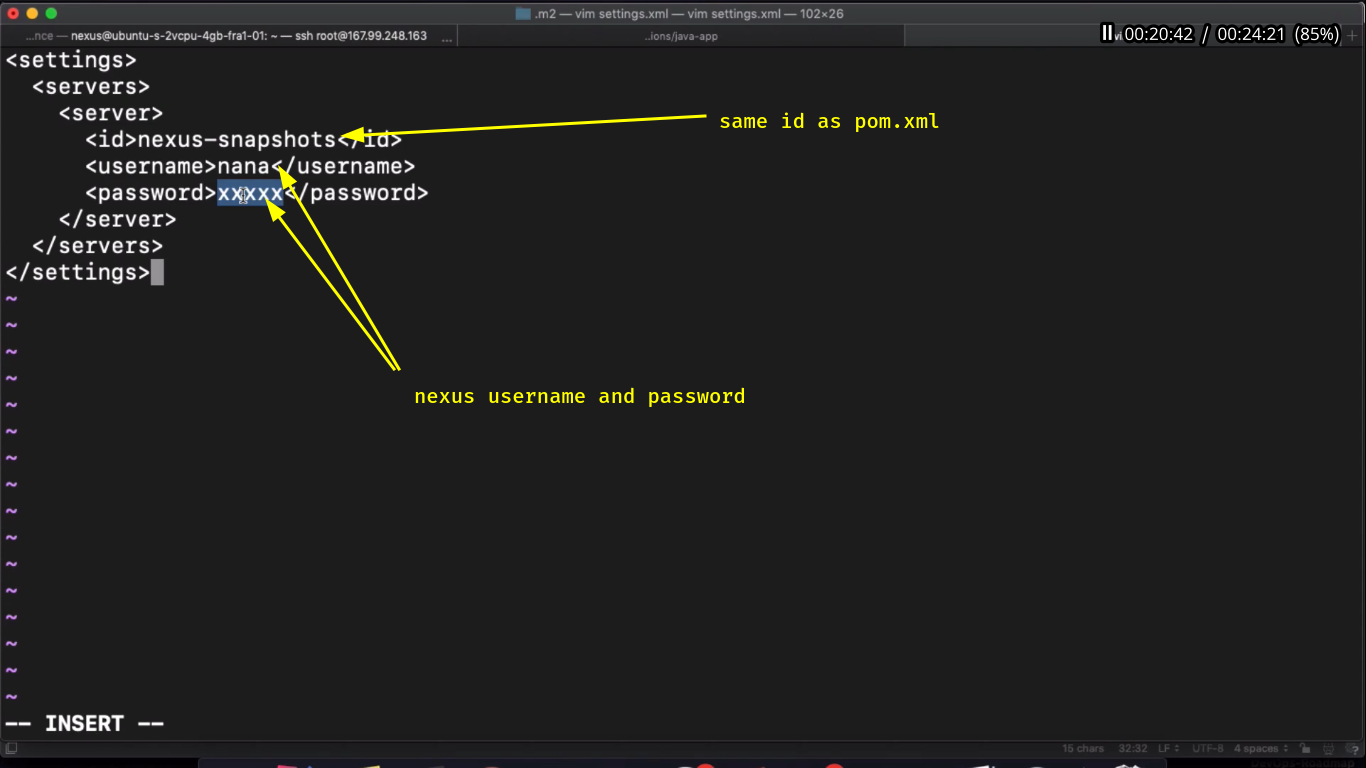 .m2 — vim settings.xml — vim settings.xml — 102×26
...nce — nexus@ubuntu-s-2vcpu-4gb-fra1-01: ~ — ssh root@167.99.248.163 ...
..ions/java-app
00:20:42 / 00:24:21 (85%)
<settings>
<servers>
<server>
<id>nexus-snapshots</id>
same id as pom.xml
<username>nana</username>
<password>xxxxx</password>
</server>
</servers>
</settings>
~
~
~
~
~
nexus username and password
~
~
~
~
~
~
~
~
~
~
~
-- INSERT --
15 chars 32:32 LF UTF-8 4 spaces
DevOps-Roadmap